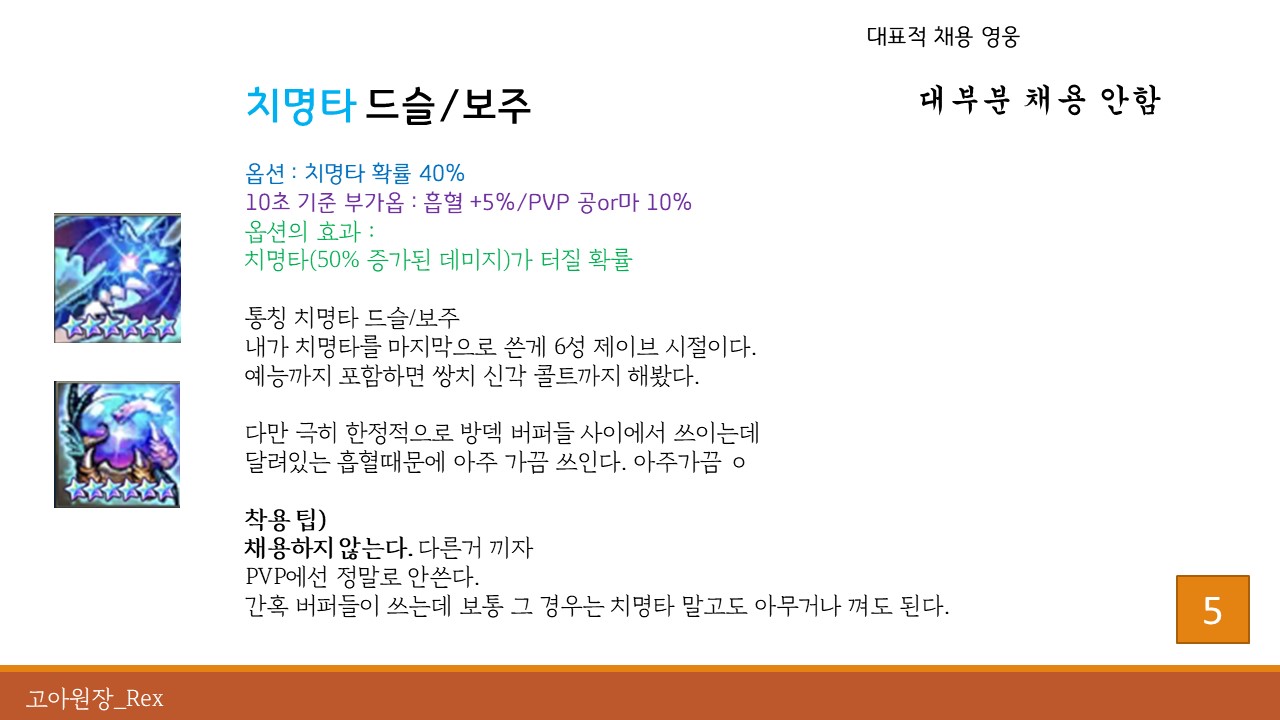 대표적 채용 영웅
치명타 드슬/보주
대부분 채용 안함
옵션 : 치명타 확률 40%
10초 기준 부가옵 : 흡혈 +5%/PVP 공or마 10%
옵션의 효과 :
치명타(50% 증가된 데미지)가 터질 확률
통칭 치명타 드슬/보주
내가 치명타를 마지막으로 쓴게 6성 제이브 시절이다.
예능까지 포함하면 쌍치 신각 콜트까지 해봤다.
다만 극히 한정적으로 방덱 버퍼들 사이에서 쓰이는데
달려있는 흡혈때문에 아주 가끔 쓰인다. 아주가끔 ㅇ
착용 팁)
채용하지 않는다. 다른거 끼자
PVP에선 정말로 안쓴다.
간혹 버퍼들이 쓰는데 보통 그 경우는 치명타 말고도 아무거나 껴도 된다.
5
고아원장_Rex